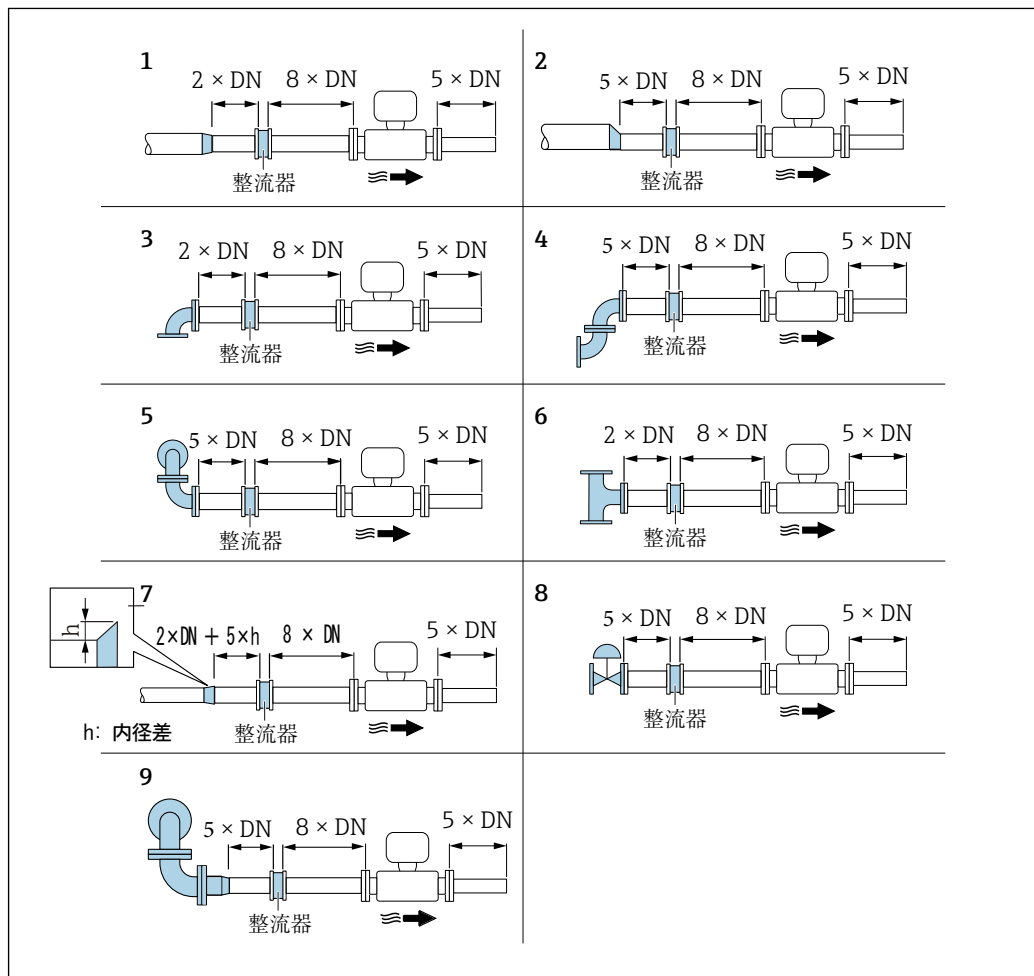 1
2 × DN 8 × DN 5 × DN
整流器
2
5 × DN 8 × DN 5 × DN
整流器
3
2 × DN 8 × DN 5 × DN
整流器
4
5 × DN 8 × DN 5 × DN
整流器
5
5 × DN 8 × DN 5 × DN
整流器
6
2 × DN 8 × DN 5 × DN
整流器
7
h
2×DN + 5×h 8 × DN 5 × DN
h: 内径差 整流器
8
5 × DN 8 × DN 5 × DN
整流器
9
5 × DN 8 × DN 5 × DN
整流器